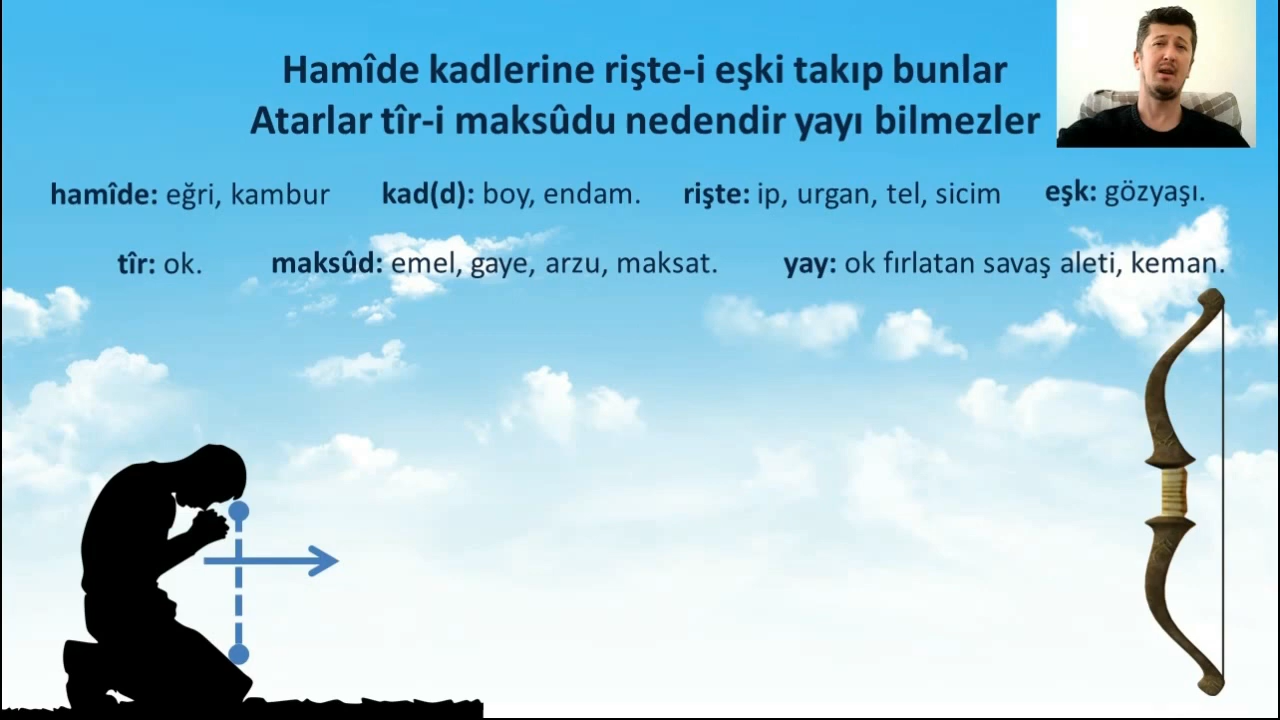 Hamîde kadlerine rişte-i eşki takıp bunlar
Atarlar tîr-i maksûdu nedendir yayı bilmezler
hamîde: eğri, kambur kad(d): boy, endam. rişte: ip, urgan, tel, sicim eşk: gözyaşı.
tîr: ok. maksûd: emel, gaye, arzu, maksat. yay: ok fırlatan savaş aleti, keman.